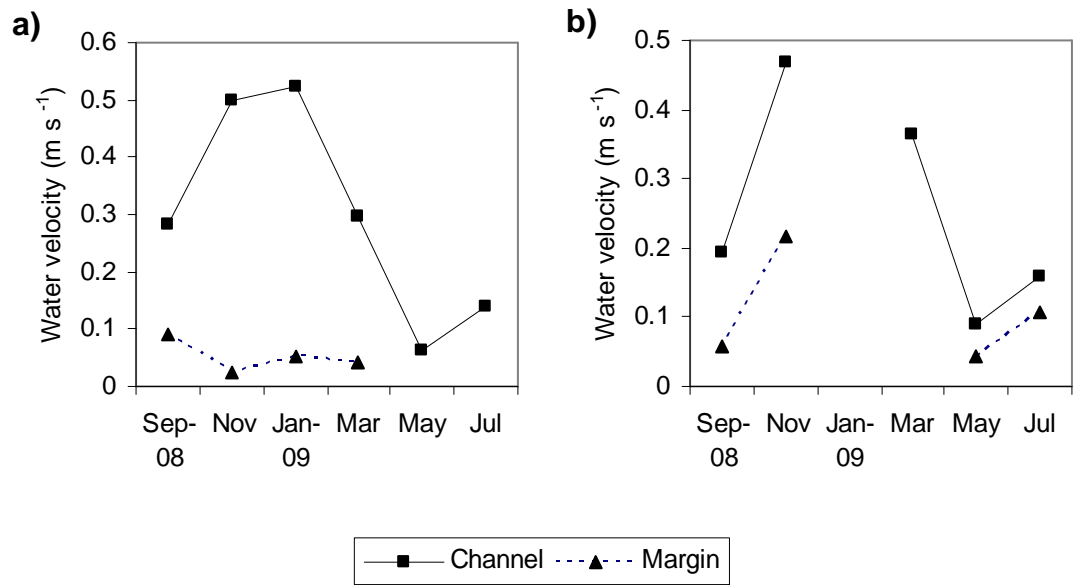 a)
Water velocity (m s -1)
0.6
0.5
0.4
0.3
0.2
0.1
0
Sep-08 Nov Jan-09 Mar May Jul
b)
Water velocity (m s -1)
0.5
0.4
0.3
0.2
0.1
0
Sep-08 Nov Jan-09 Mar May Jul
Channel Margin